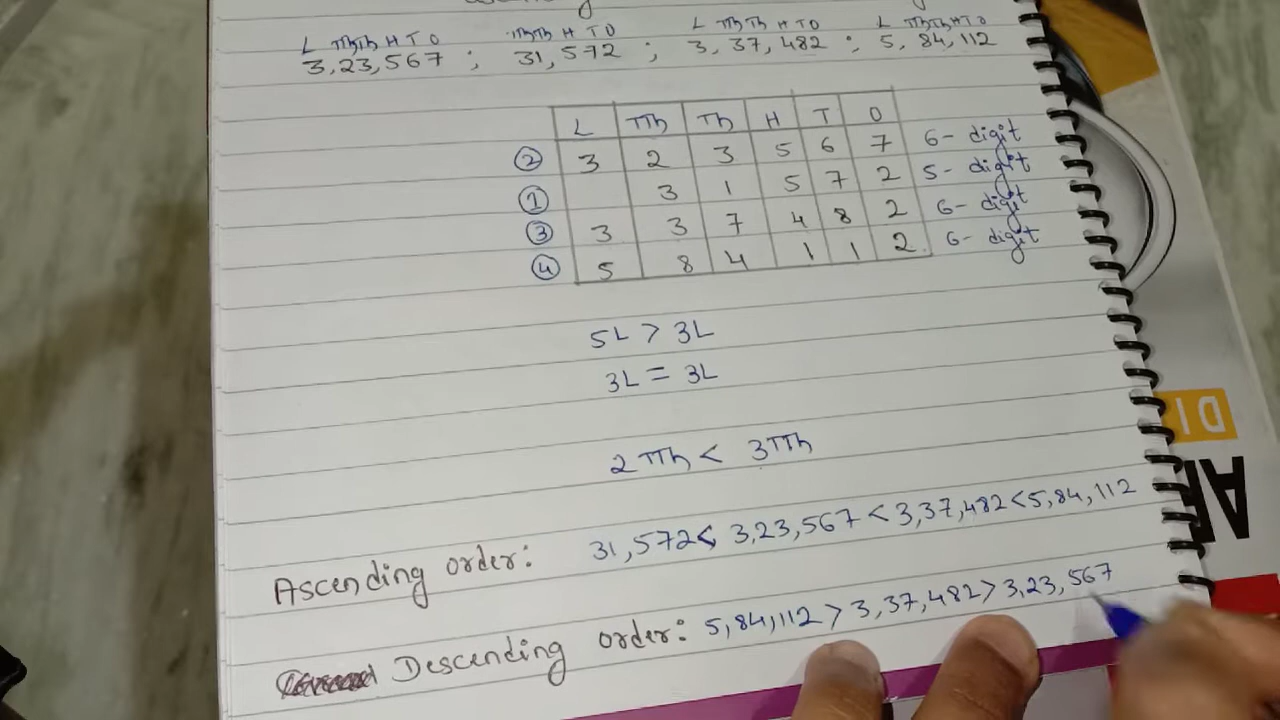 L TTh Th H T O TTh Th H T O L TTh Th H T O L TTh Th H T O
3,23,567 ; 31,572 ; 3,37,482 ; 5,84,112
L TTh Th H T O
② 3 2 3 5 6 7 6-digit
① 3 1 5 7 2 5-digit
③ 3 3 7 4 8 2 6-digit
④ 5 8 4 1 1 2 6-digit
5L > 3L
3L = 3L
2TTh < 3TTh
Ascending order: 31,572 < 3,23,567 < 3,37,482 < 5,84,112
Descending order: 5,84,112 > 3,37,482 > 3,23,567